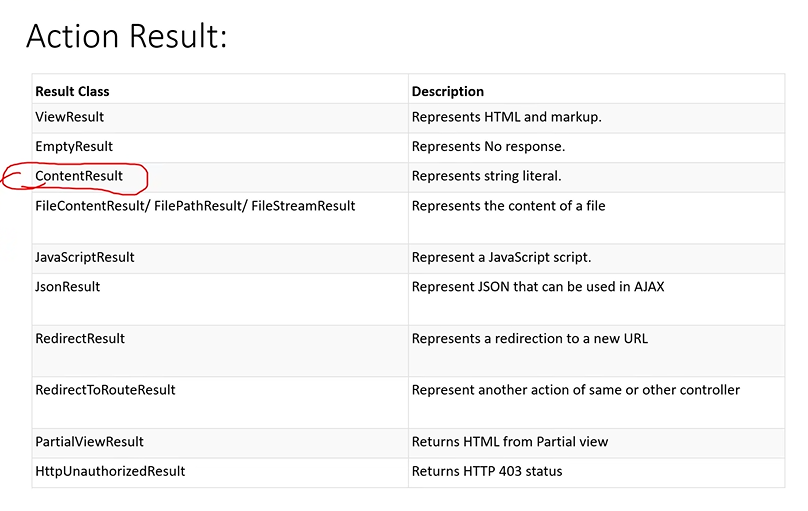 Action Result:
Result Class Description
ViewResult Represents HTML and markup.
EmptyResult Represents No response.
ContentResult Represents string literal.
FileContentResult/ FilePathResult/ FileStreamResult Represents the content of a file
JavaScriptResult Represent a JavaScript script.
JsonResult Represent JSON that can be used in AJAX
RedirectResult Represents a redirection to a new URL
RedirectToRouteResult Represent another action of same or other controller
PartialViewResult Returns HTML from Partial view
HttpUnauthorizedResult Returns HTTP 403 status